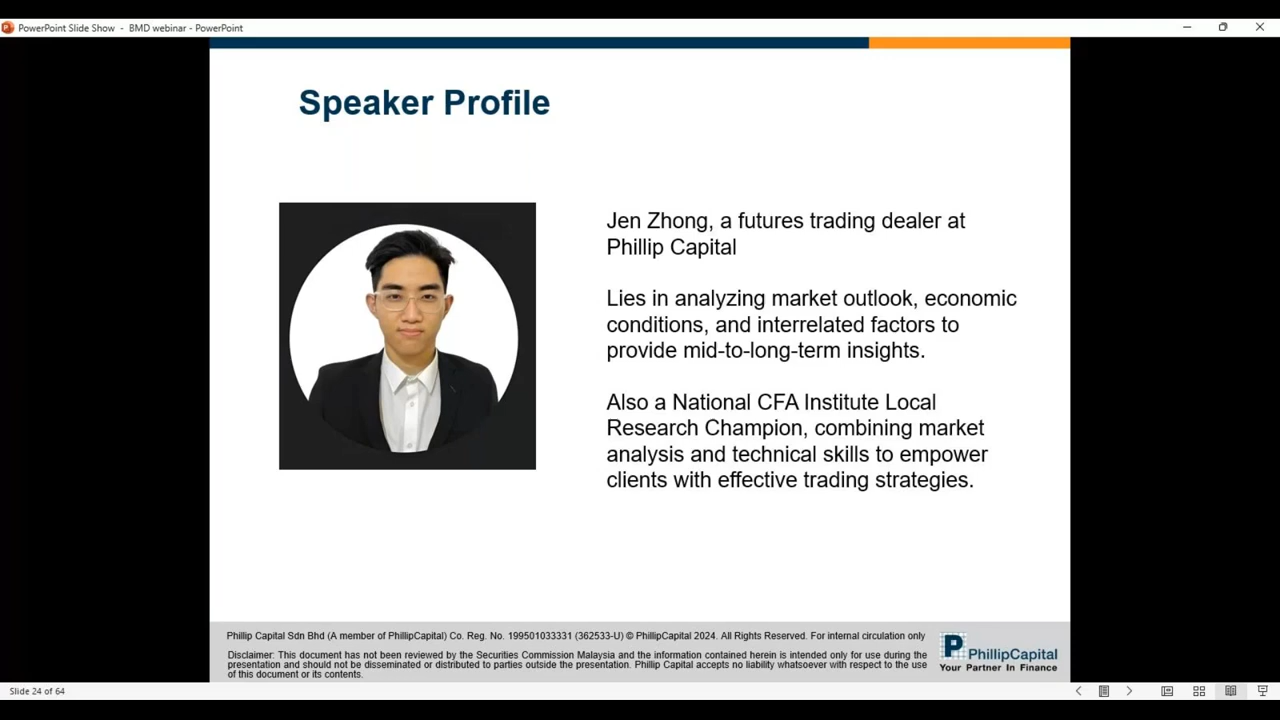 PowerPoint Slide Show - BMD webinar - PowerPoint
Speaker Profile
Jen Zhong, a futures trading dealer at
Phillip Capital
Lies in analyzing market outlook, economic
conditions, and interrelated factors to
provide mid-to-long-term insights.
Also a National CFA Institute Local
Research Champion, combining market
analysis and technical skills to empower
clients with effective trading strategies.
Phillip Capital Sdn Bhd (A member of PhillipCapital) Co. Reg. No. 199501033331 (362533-U) © PhillipCapital 2024. All Rights Reserved. For internal circulation only
Disclaimer: This document has not been reviewed by the Securities Commission Malaysia and the information contained herein is intended only for use during the
presentation and should not be disseminated or distributed to parties outside the presentation. Phillip Capital accepts no liability whatsoever with respect to the use
of this document or its contents.
P PhillipCapital
Your Partner In Finance
Slide 24 of 64